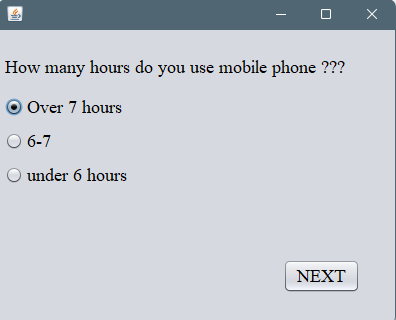 How many hours do you use mobile phone ???
Over 7 hours
6-7
under 6 hours
NEXT